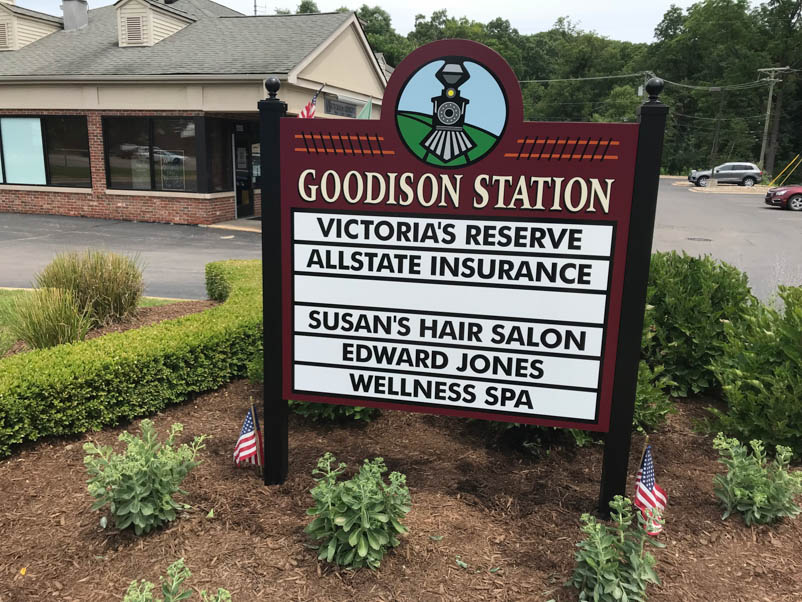 GOODISON STATION
VICTORIA'S RESERVE
ALLSTATE INSURANCE
SUSAN'S HAIR SALON
EDWARD JONES
WELLNESS SPA